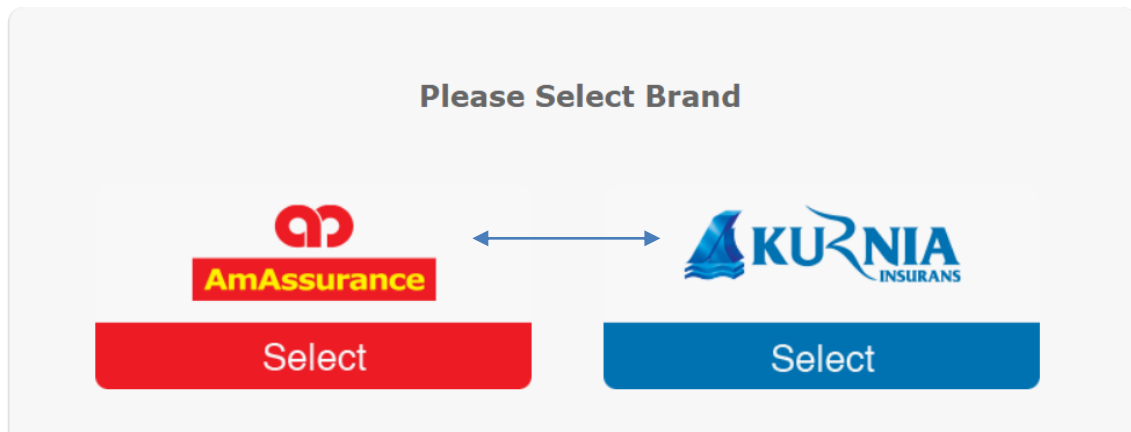 Please Select Brand
AmAssurance
KURNIA
INSURANS
Select
Select